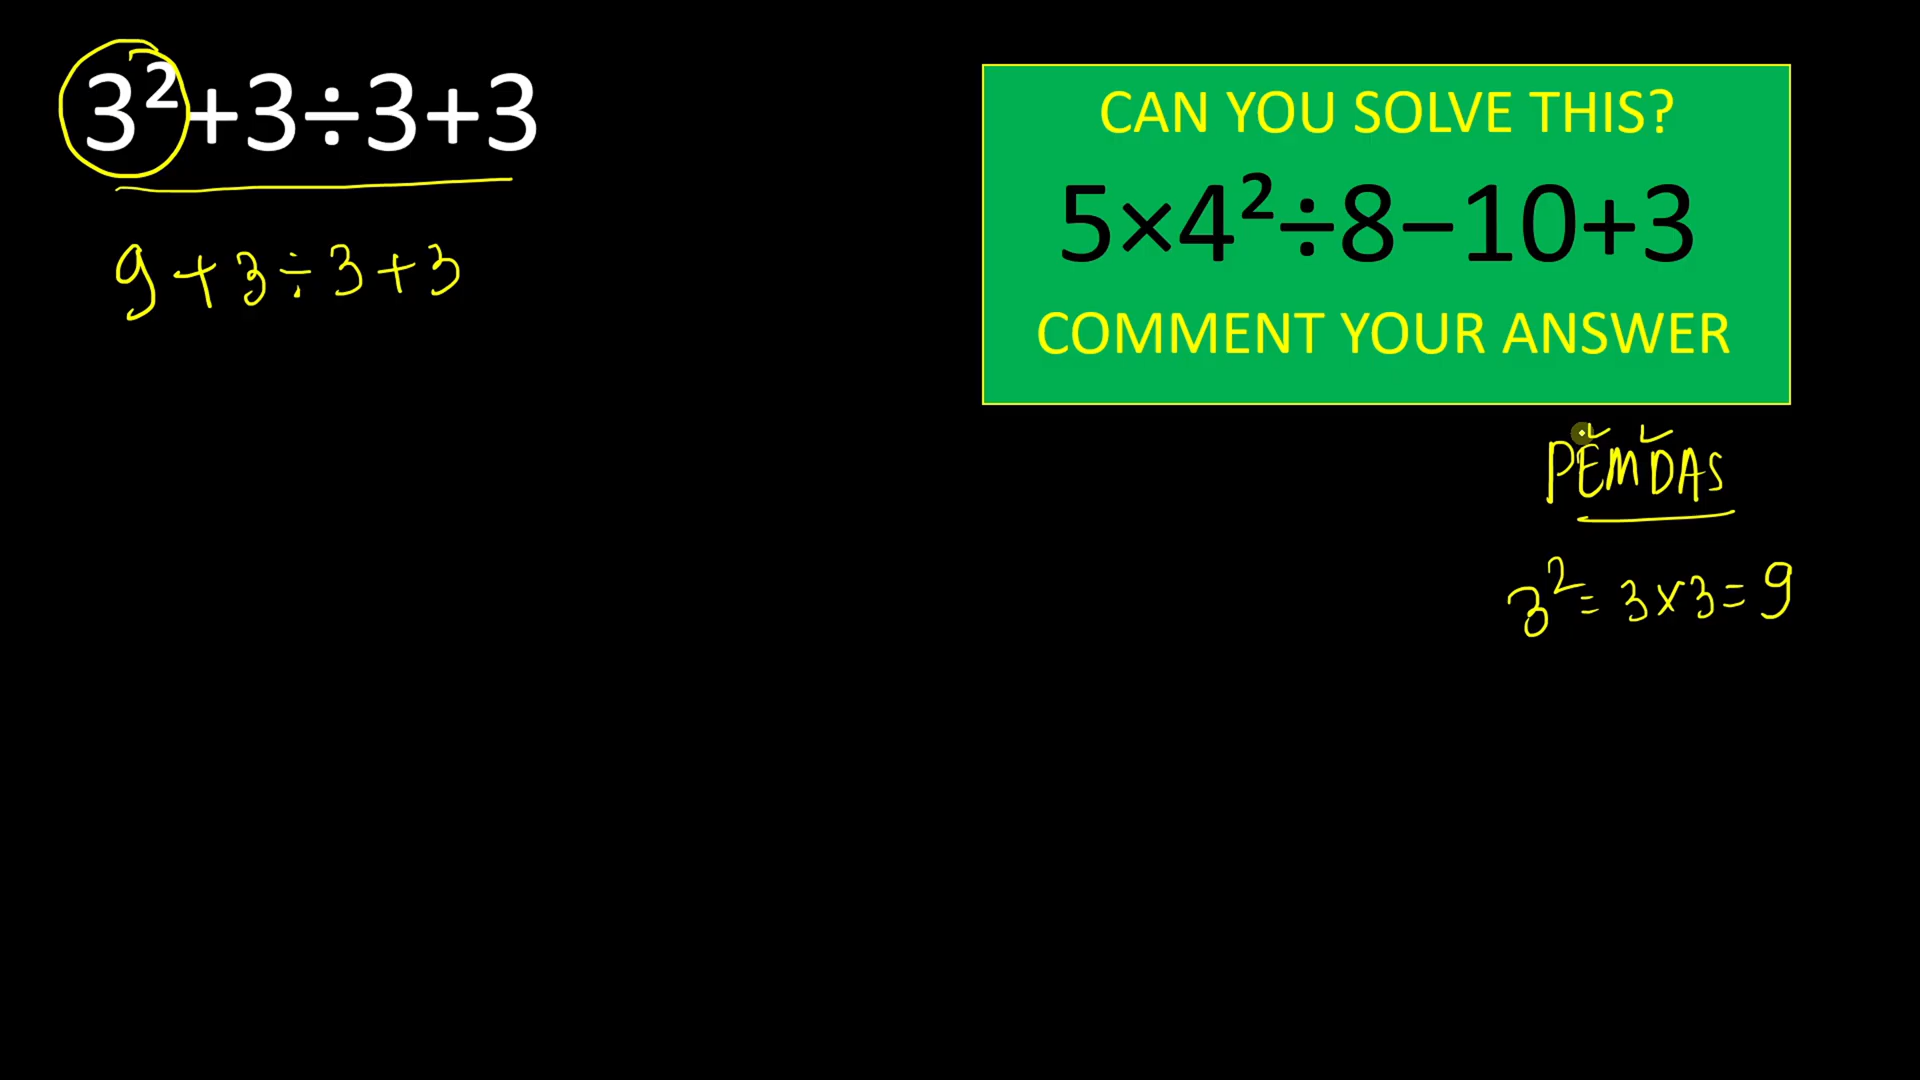 3²+3÷3+3
9+3÷3+3
CAN YOU SOLVE THIS?
5×4²÷8–10+3
COMMENT YOUR ANSWER
PEMDAS
3²= 3×3=9